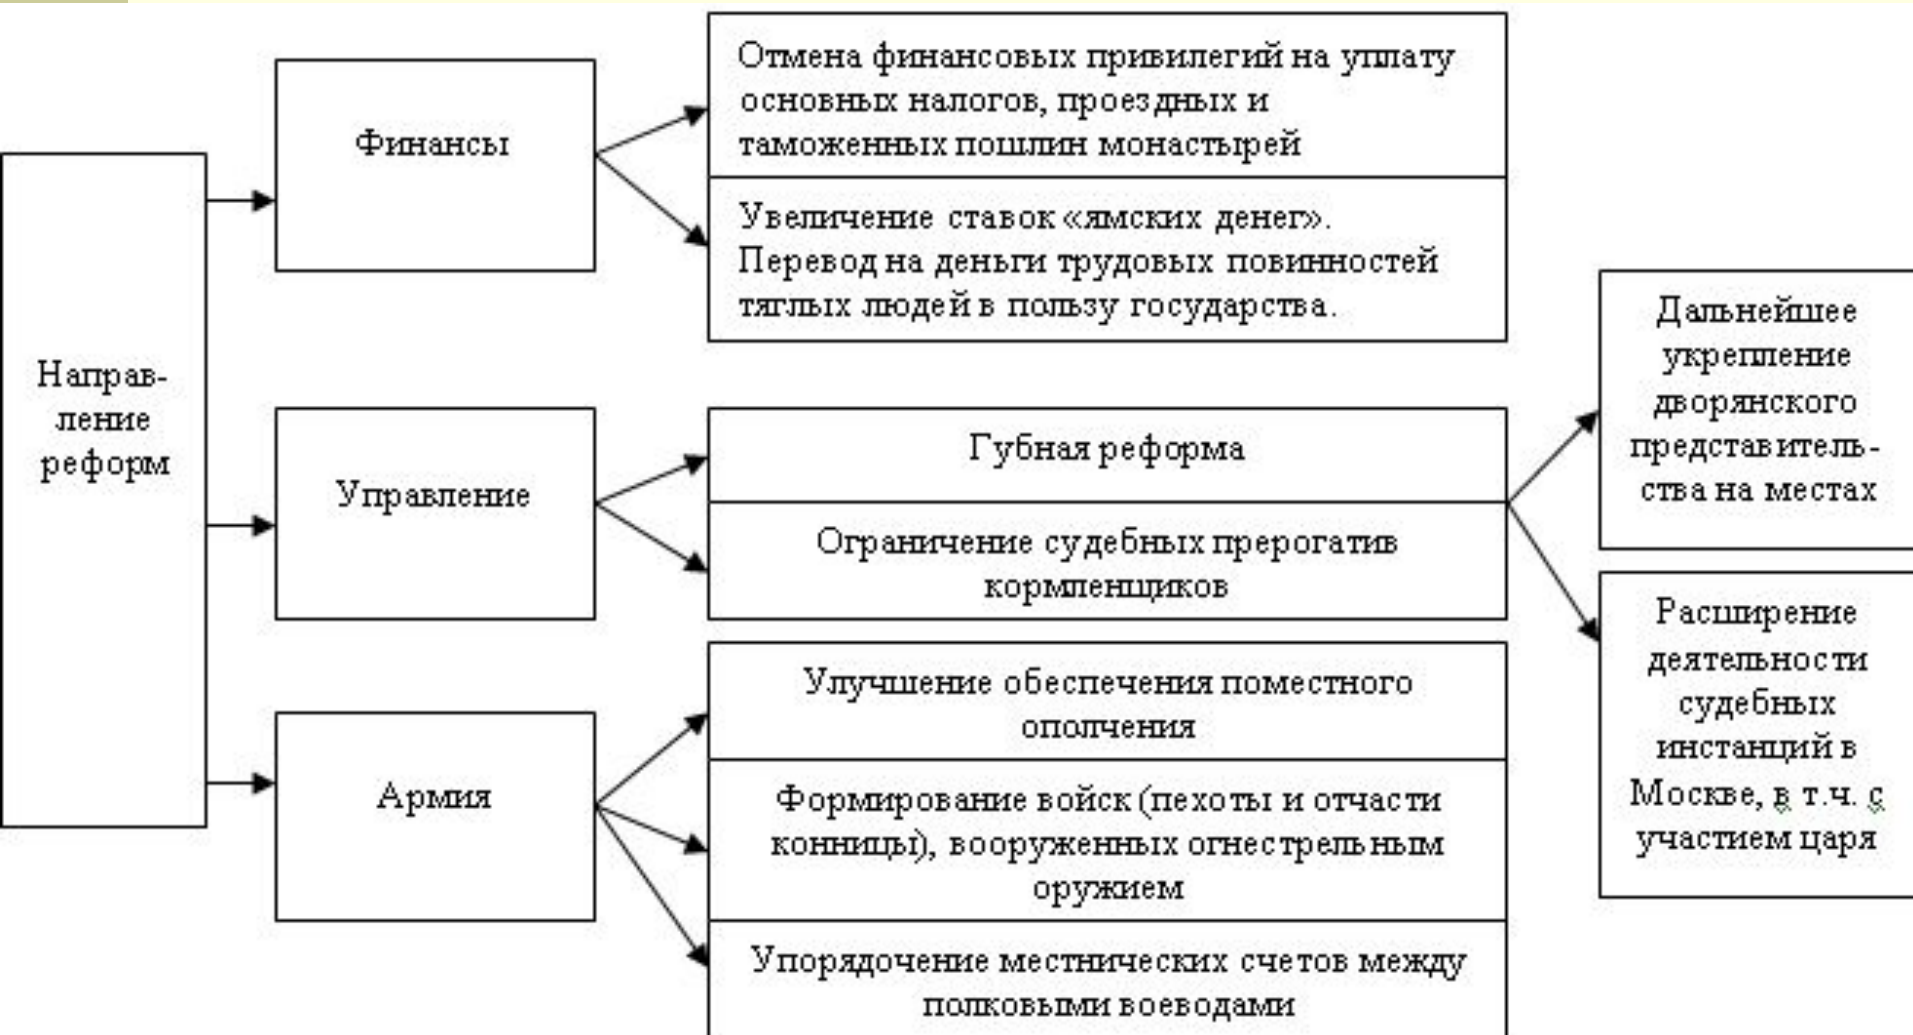 Направ-
ление
реформ
Финансы
Отмена финансовых привилегий на уплату
основных налогов, проездных и
таможенных пошлин монастырей
Увеличение ставок «ямских денег».
Перевод на деньги трудовых повинностей
тяглых людей в пользу государства.
Управление
Губная реформа
Ограничение судебных прерогатив
кормленщиков
Дальнейшее
укрепление
дворянского
представитель-
ства на местах
Расширение
деятельности
судебных
инстанций в
Москве, в т.ч. с
участием царя
Армия
Улучшение обеспечения поместного
ополчения
Формирование войск (пехоты и отчасти
конницы), вооруженных огнестрельным
оружием
Упорядочение местнических счетов между
полковыми воеводами